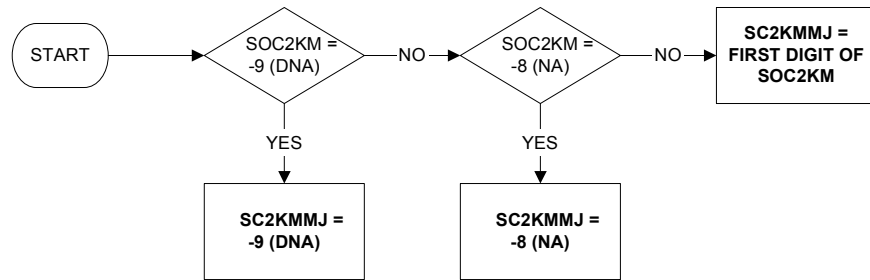 START
SOC2KM =
-9 (DNA)
NO
SOC2KM =
-8 (NA)
NO
SC2KMMJ =
FIRST DIGIT OF
SOC2KM
YES
YES
SC2KMMJ =
-9 (DNA)
SC2KMMJ =
-8 (NA)